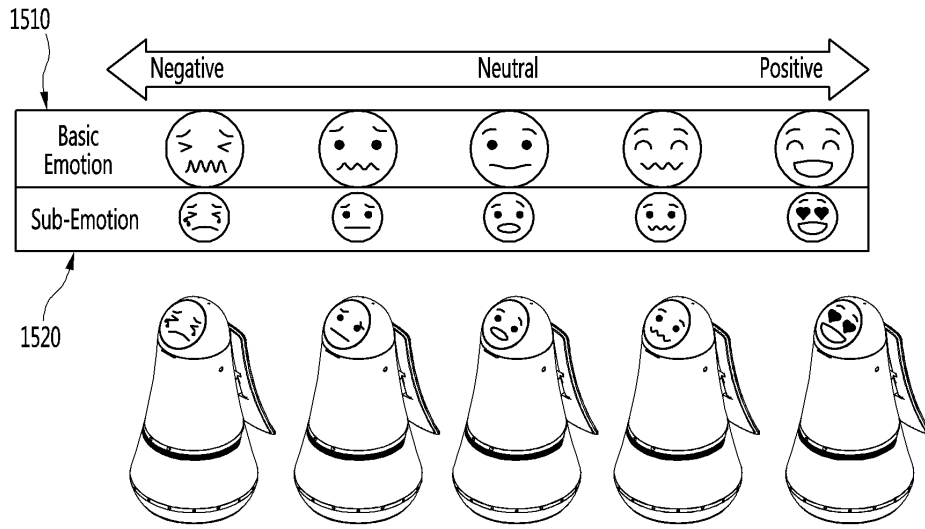 1510
Negative Neutral Positive
Basic
Emotion
Sub-Emotion
1520